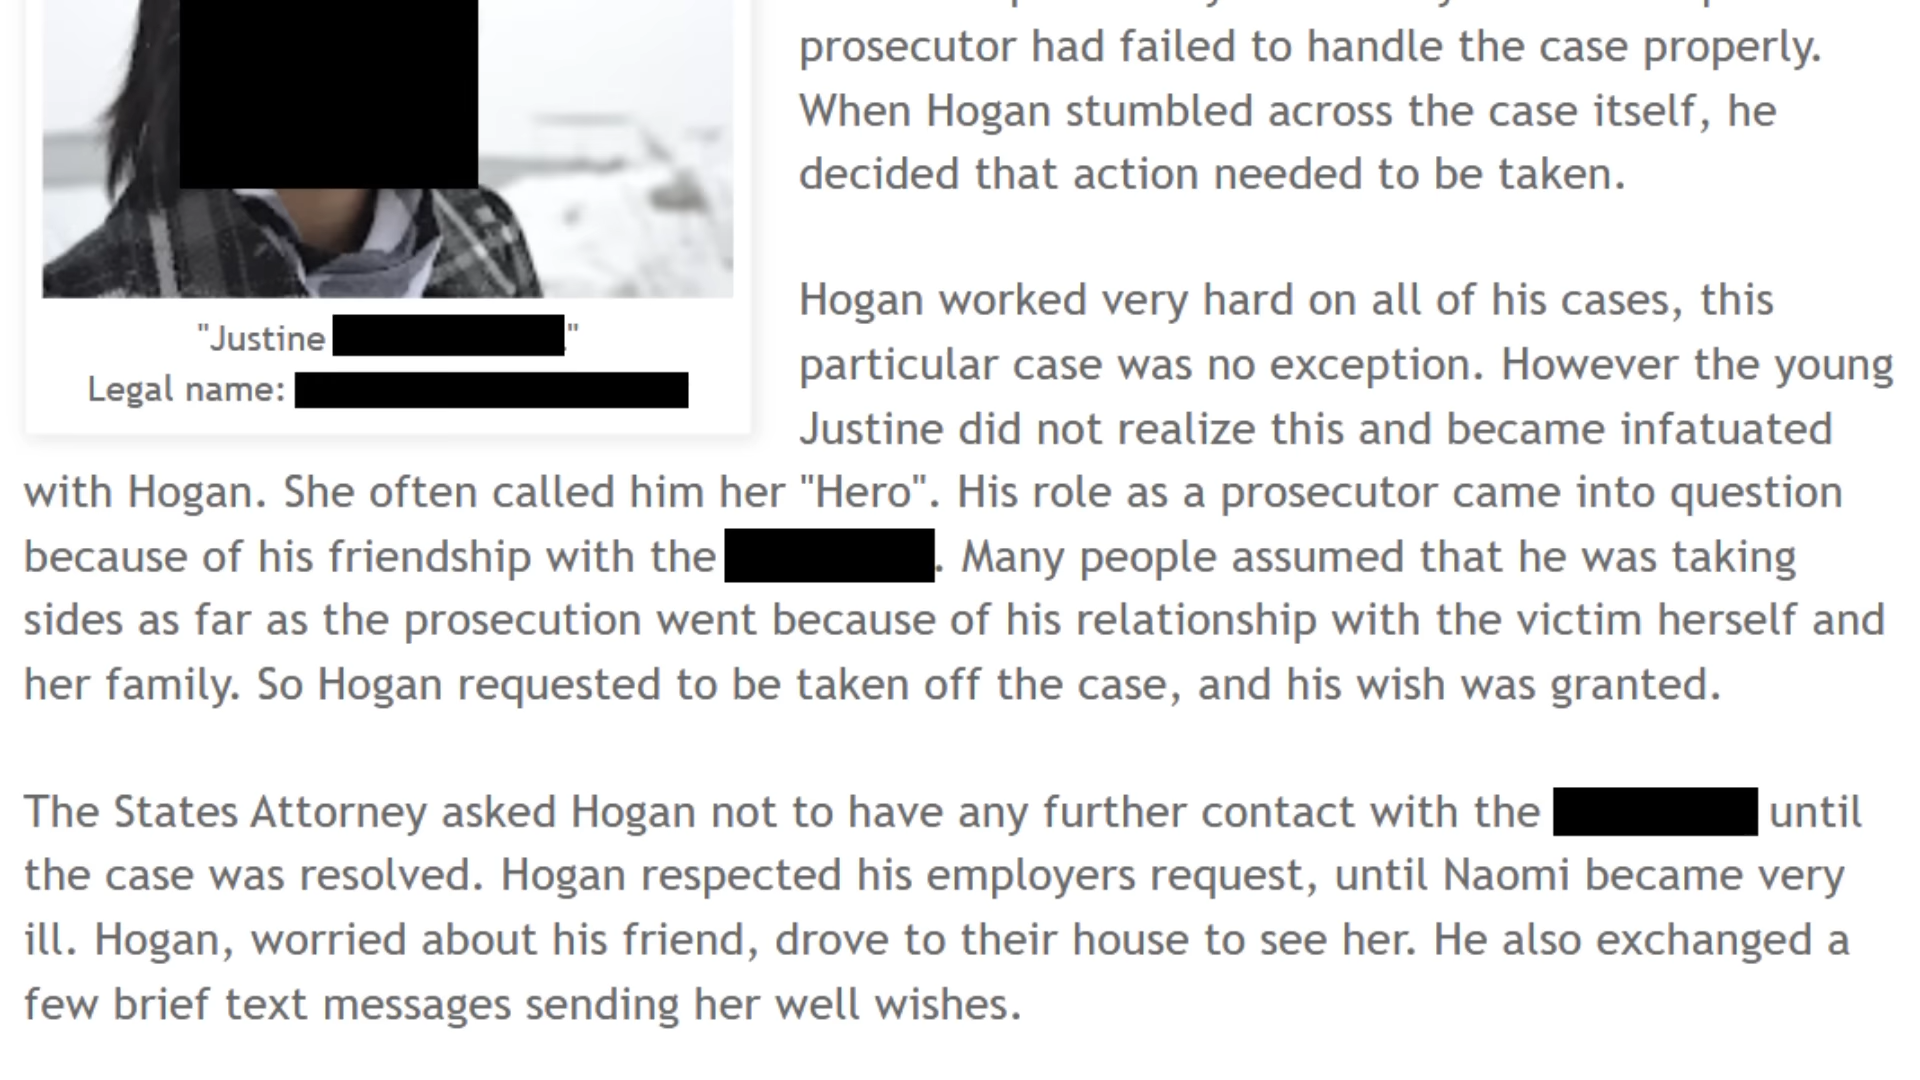 prosecutor had failed to handle the case properly.
When Hogan stumbled across the case itself, he
decided that action needed to be taken.
"Justine "
Legal name:
Hogan worked very hard on all of his cases, this
particular case was no exception. However the young
Justine did not realize this and became infatuated
with Hogan. She often called him her "Hero". His role as a prosecutor came into question
because of his friendship with the . Many people assumed that he was taking
sides as far as the prosecution went because of his relationship with the victim herself and
her family. So Hogan requested to be taken off the case, and his wish was granted.
The States Attorney asked Hogan not to have any further contact with the until
the case was resolved. Hogan respected his employers request, until Naomi became very
ill. Hogan, worried about his friend, drove to their house to see her. He also exchanged a
few brief text messages sending her well wishes.